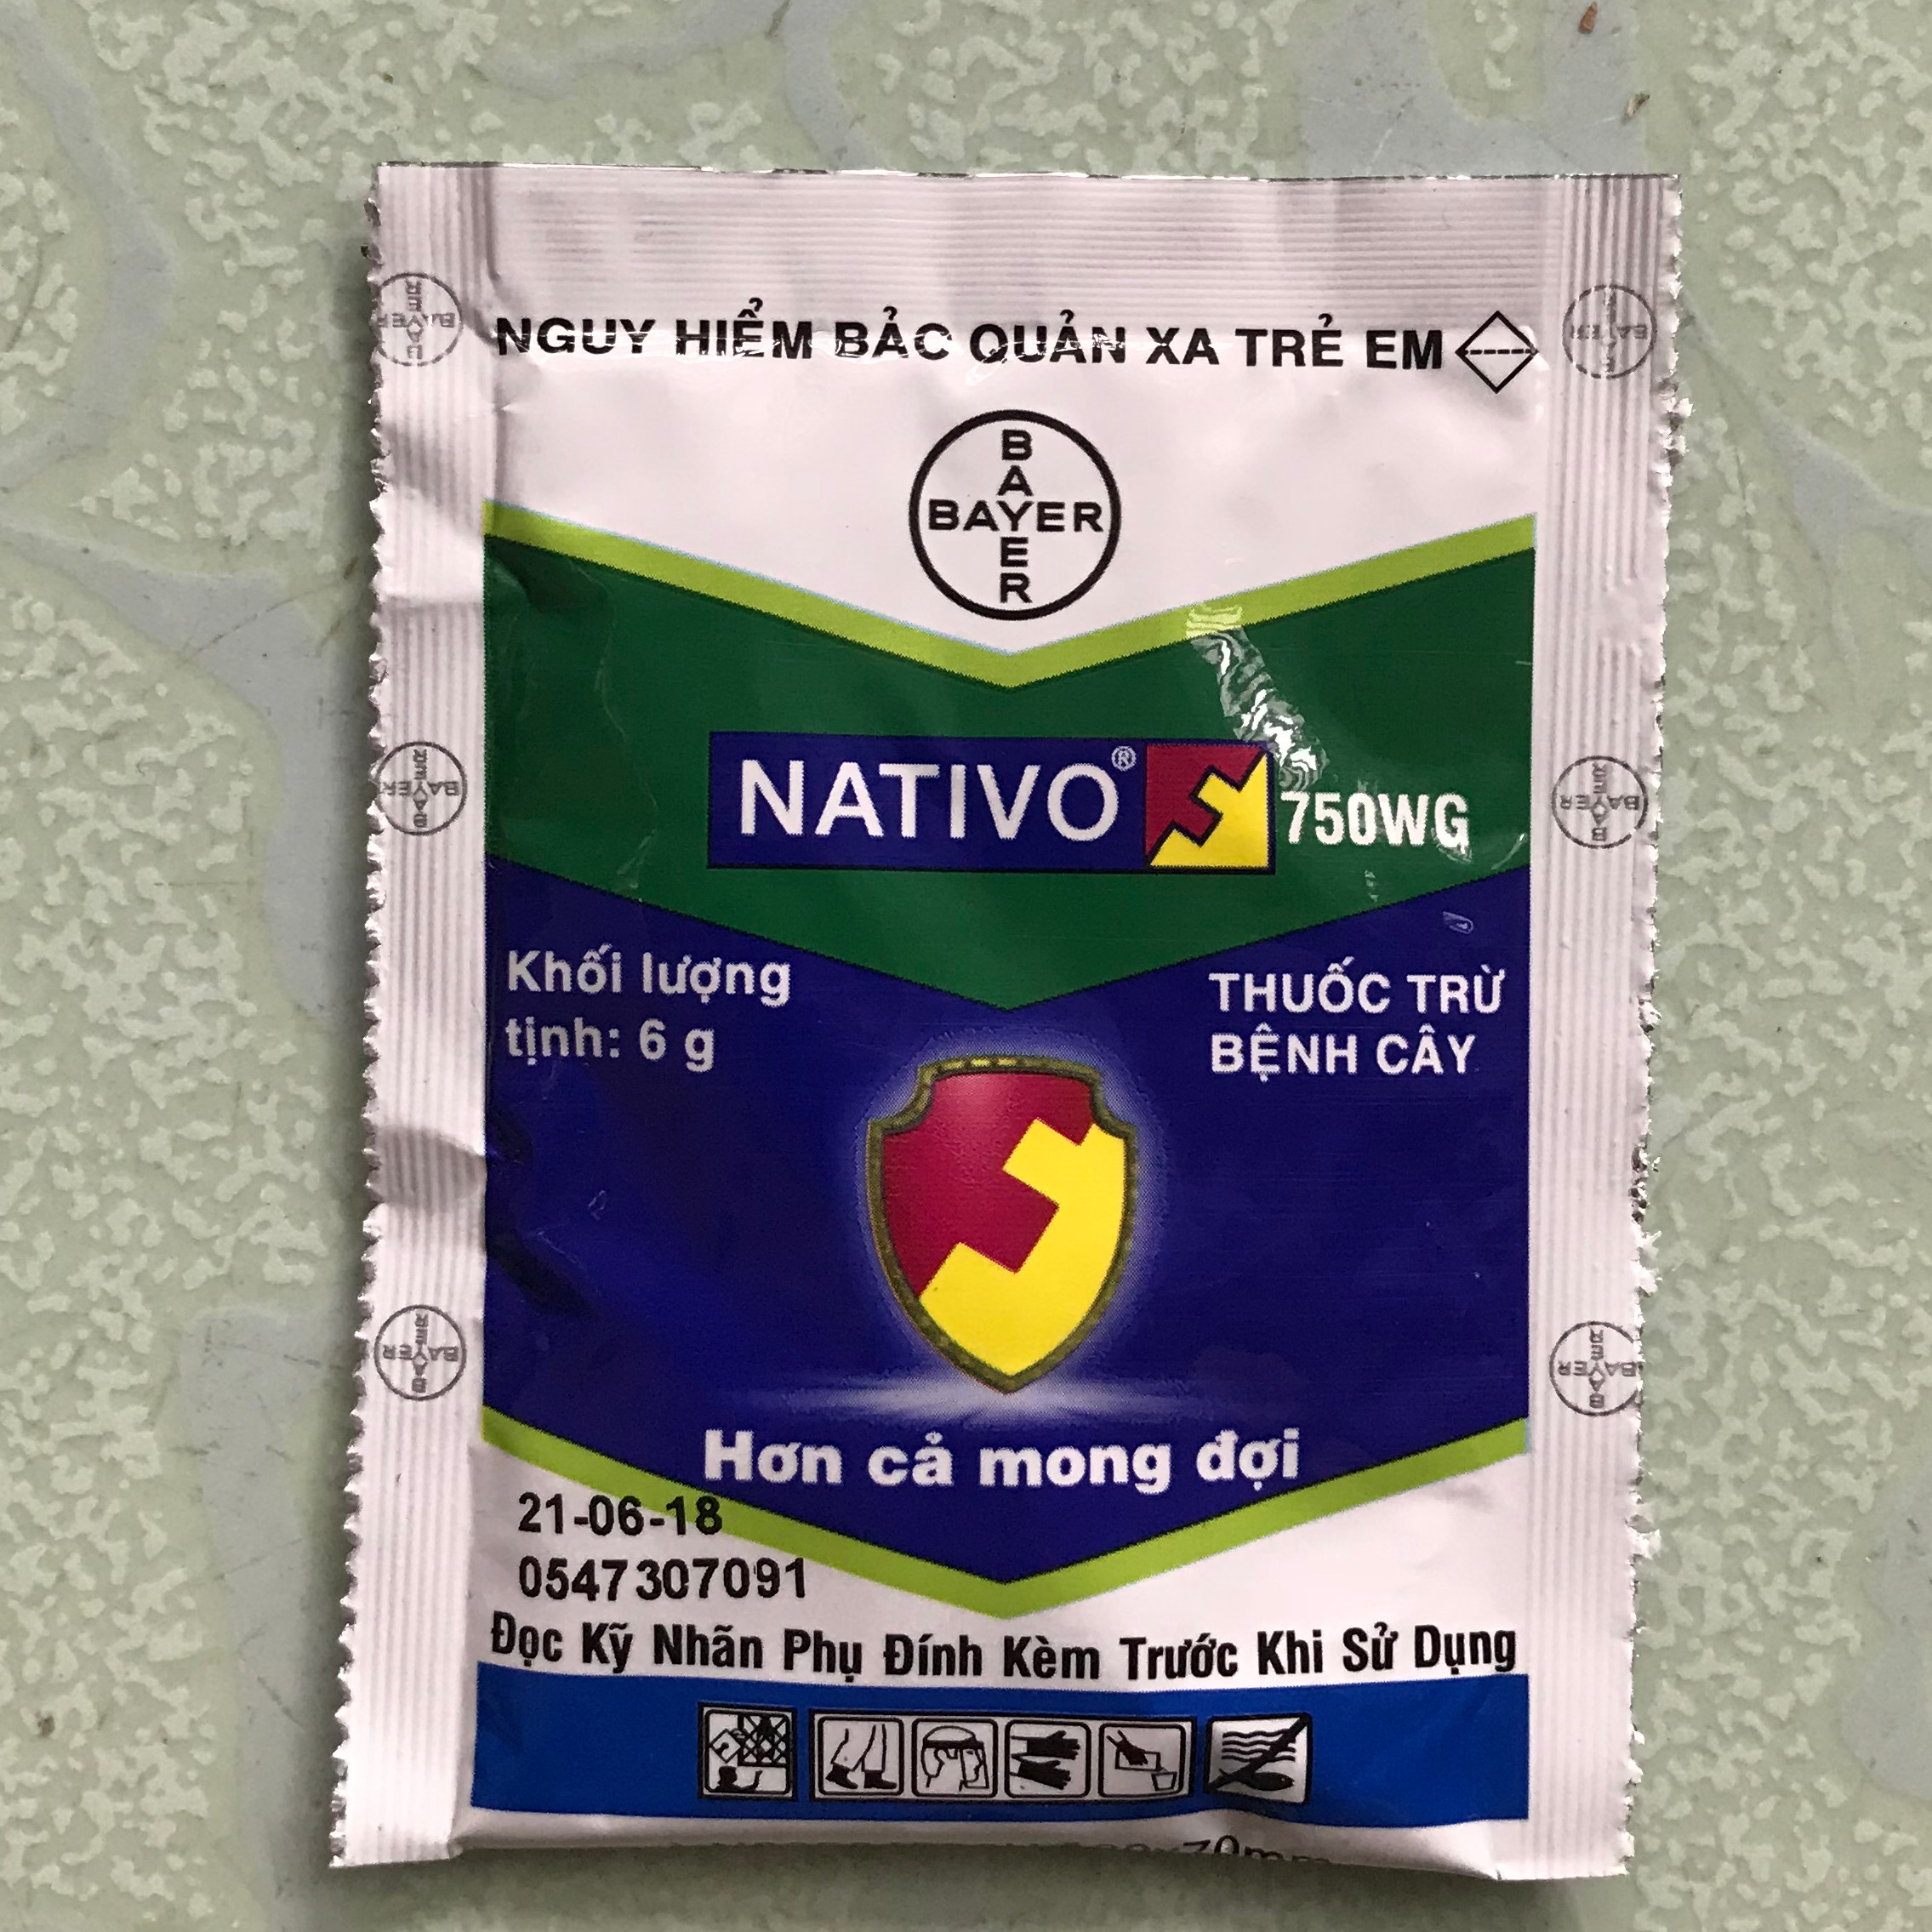 NGUY HIỂM BẢO QUẢN XA TRẺ EM
BAYER
BAYER
NATIVO®
750WG
Khối lượng
tịnh: 6 g
THUỐC TRỪ
BỆNH CÂY
Hơn cả mong đợi
21-06-18
0547307091
Đọc Kỹ Nhãn Phụ Đính Kèm Trước Khi Sử Dụng